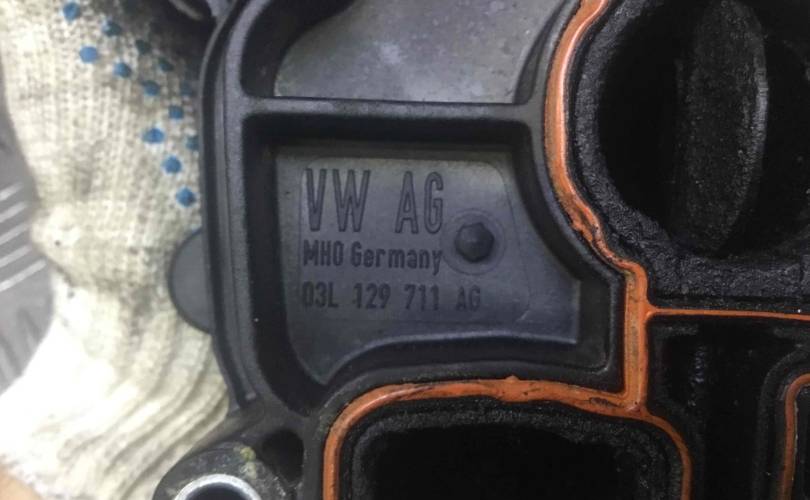 VW AG
MHO Germany
03L 129 711 AG